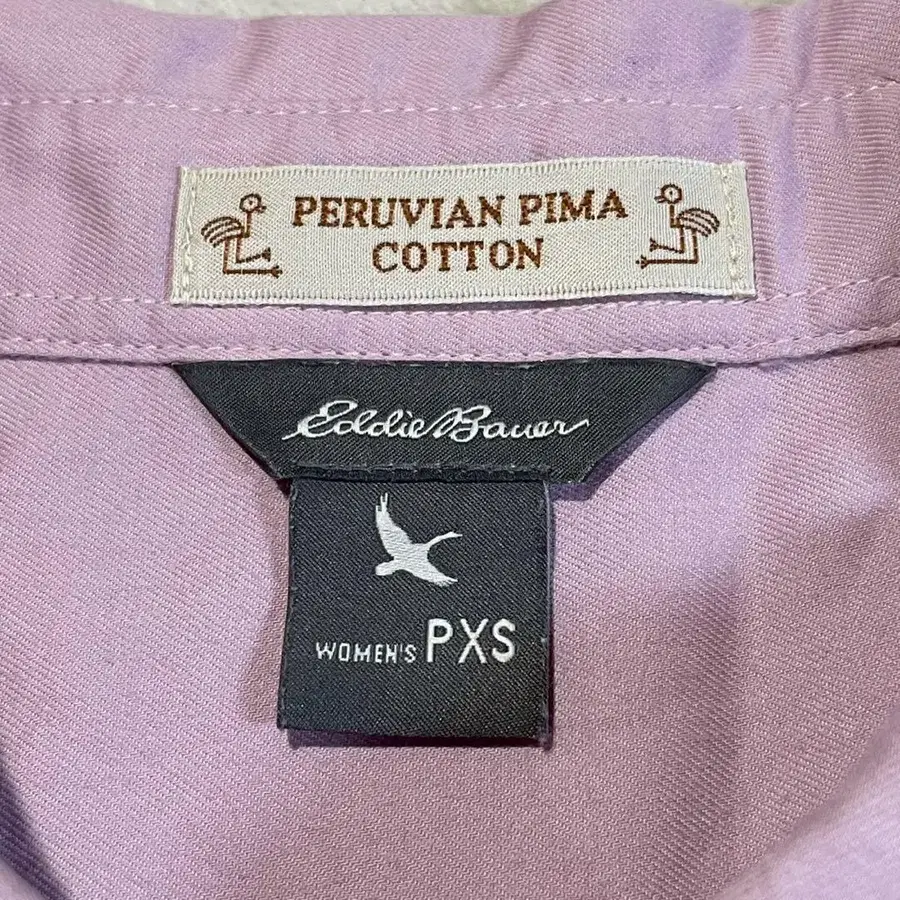 PERUVIAN PIMA
COTTON
Eddie Bauer
WOMEN'S PXS